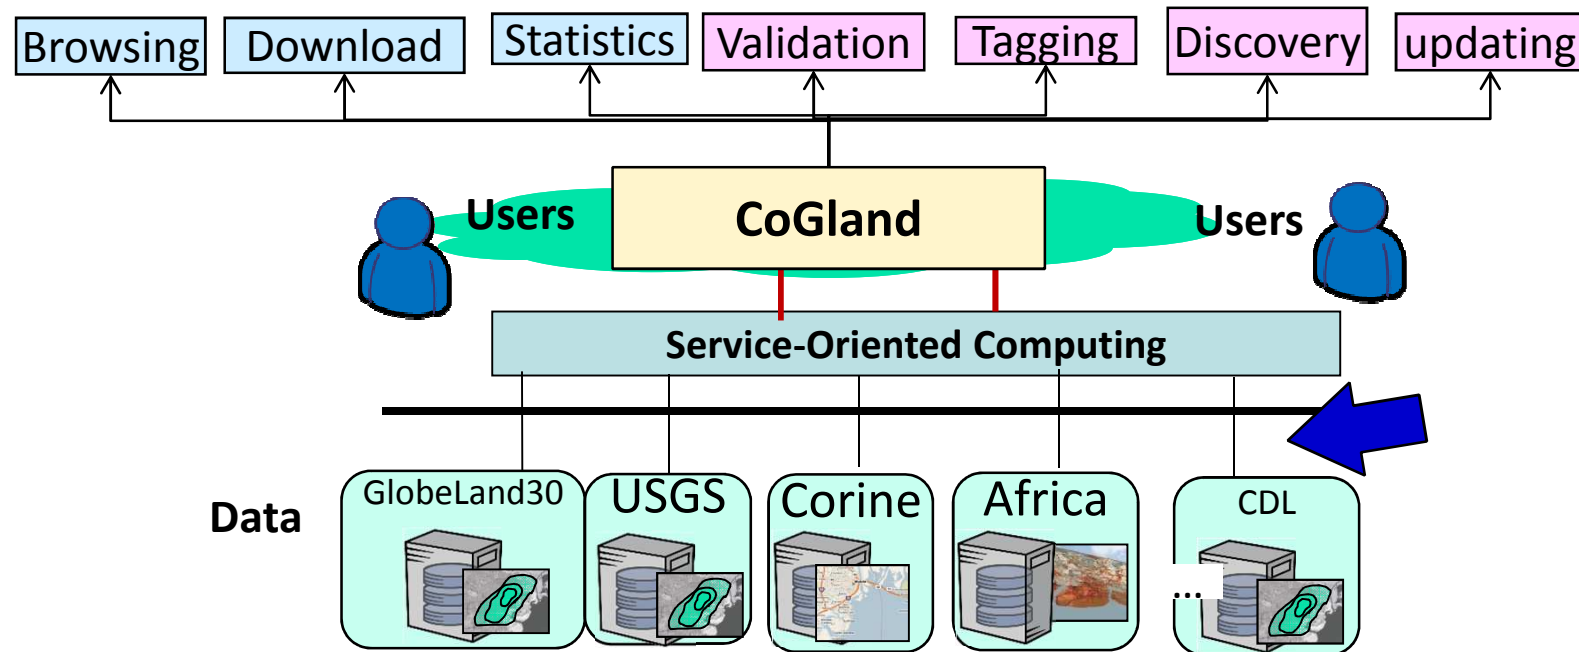 Browsing
Download
Statistics
Validation
Tagging
Discovery
updating
Users
CoGland
Users
Service-Oriented Computing
Data
GlobeLand30
USGS
Corine
Africa
...
CDL